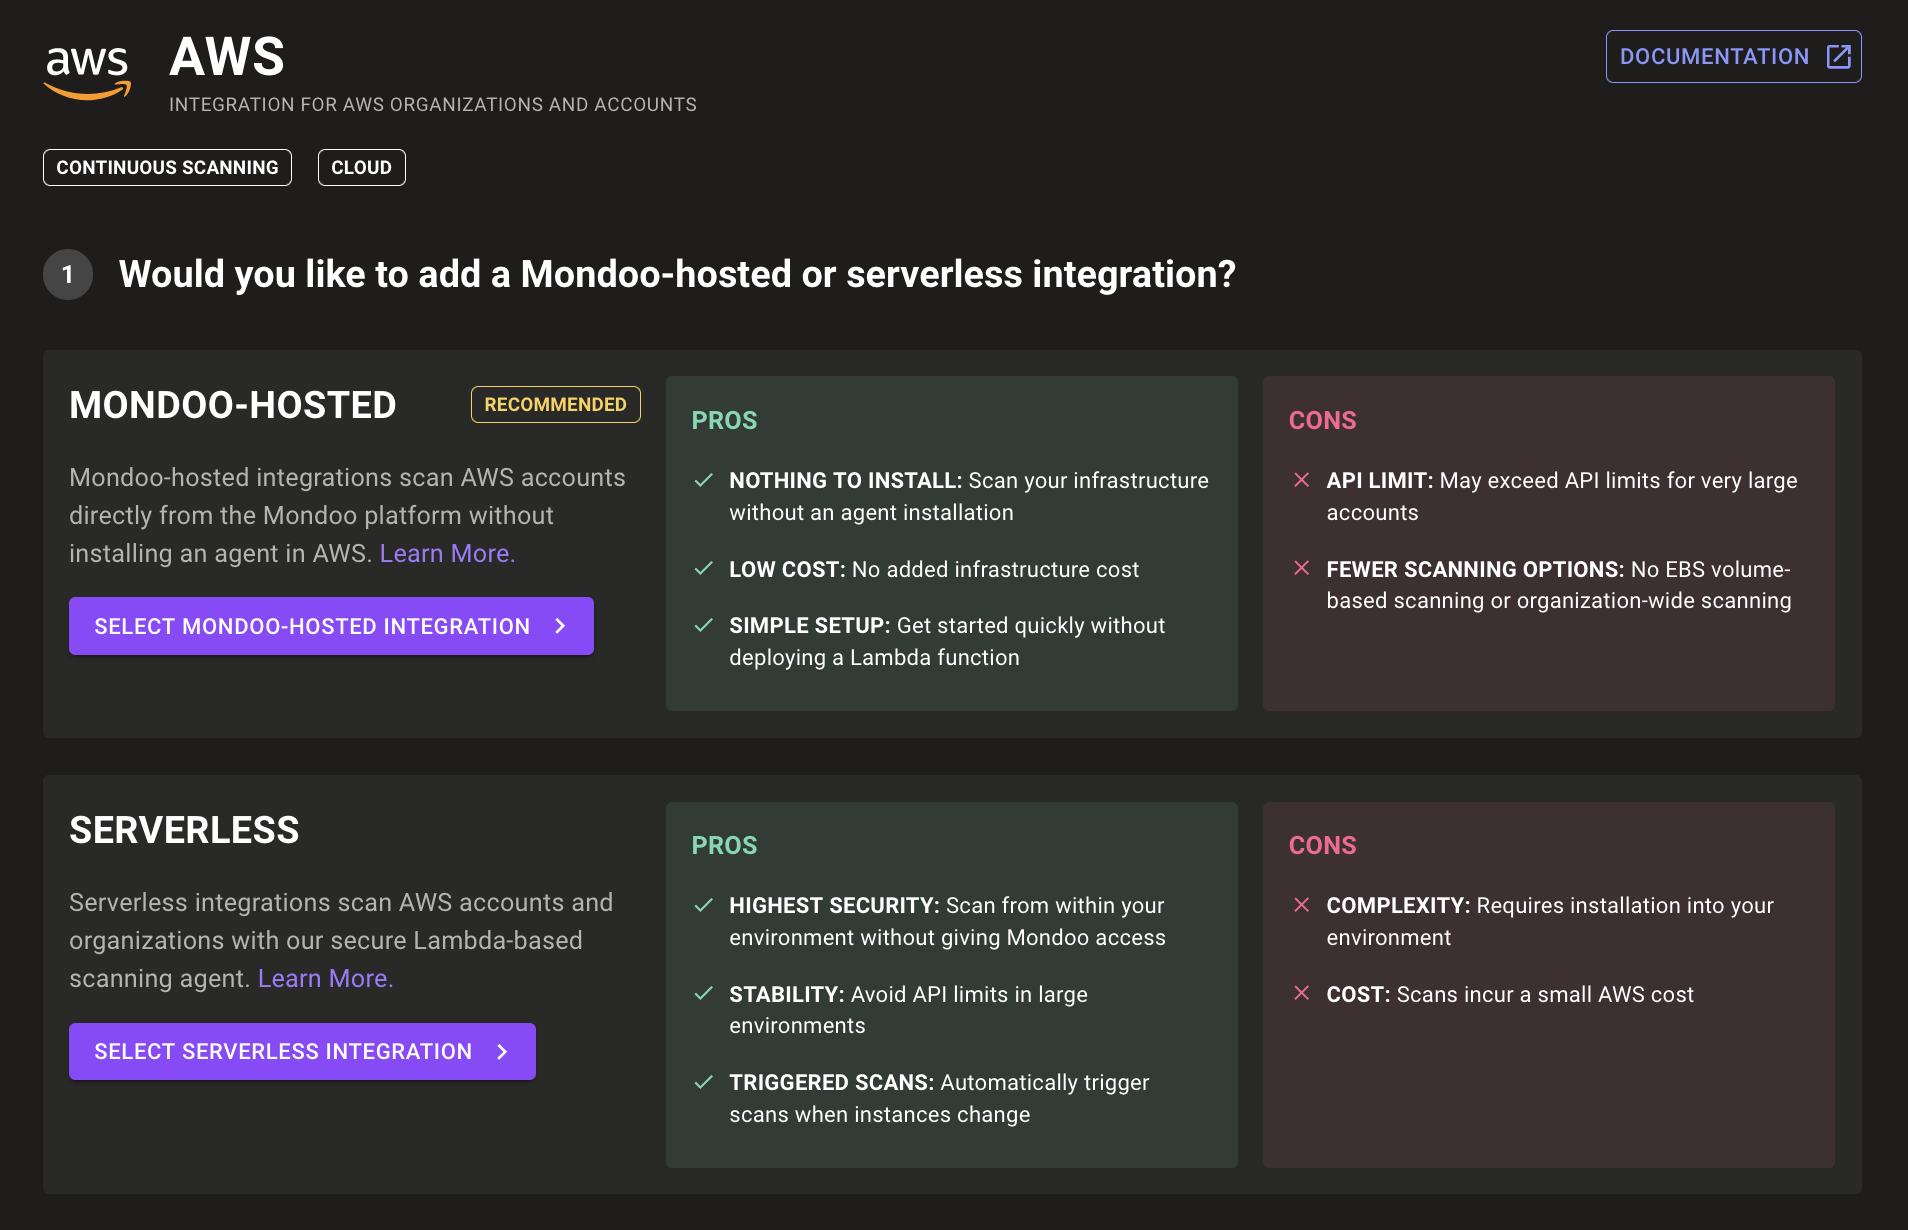 aws
AWS
INTEGRATION FOR AWS ORGANIZATIONS AND ACCOUNTS
DOCUMENTATION
CONTINUOUS SCANNING
CLOUD
1
Would you like to add a Mondoo-hosted or serverless integration?
MONDOO-HOSTED
RECOMMENDED
Mondoo-hosted integrations scan AWS accounts
directly from the Mondoo platform without
installing an agent in AWS. Learn More.
SELECT MONDOO-HOSTED INTEGRATION
PROS
NOTHING TO INSTALL: Scan your infrastructure
without an agent installation
LOW COST: No added infrastructure cost
SIMPLE SETUP: Get started quickly without
deploying a Lambda function
CONS
API LIMIT: May exceed API limits for very large
accounts
FEWER SCANNING OPTIONS: No EBS volume-
based scanning or organization-wide scanning
SERVERLESS
Serverless integrations scan AWS accounts and
organizations with our secure Lambda-based
scanning agent. Learn More.
SELECT SERVERLESS INTEGRATION
PROS
HIGHEST SECURITY: Scan from within your
environment without giving Mondoo access
STABILITY: Avoid API limits in large
environments
TRIGGERED SCANS: Automatically trigger
scans when instances change
CONS
COMPLEXITY: Requires installation into your
environment
COST: Scans incur a small AWS cost